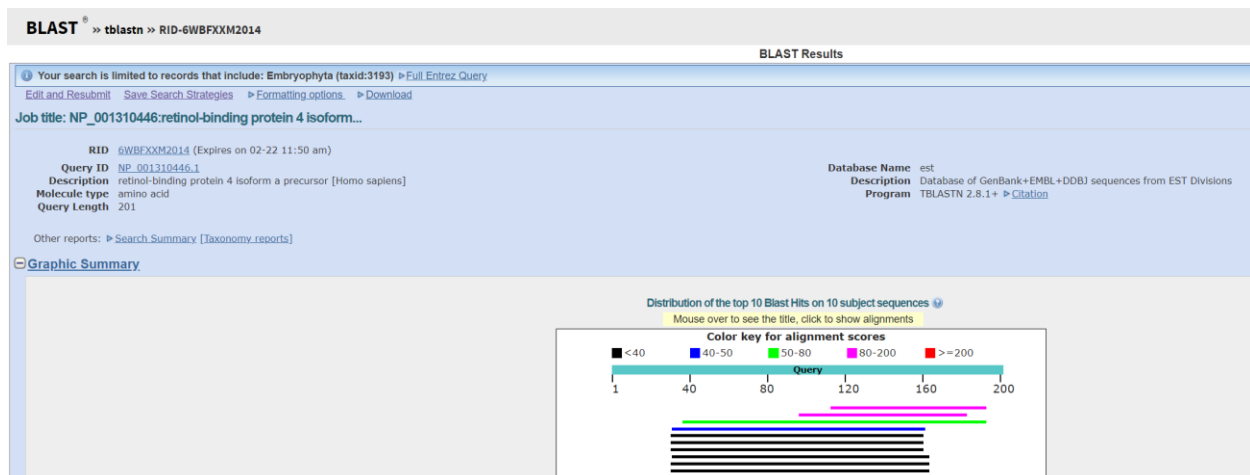 BLAST ® » tblastn » RID-6WBFXXM2014
BLAST Results
Your search is limited to records that include: Embryophyta (taxid:3193) Full Entrez Query
Edit and Resubmit Save Search Strategies Formatting options Download
Job title: NP_001310446:retinol-binding protein 4 isoform...
RID 6WBFXXM2014 (Expires on 02-22 11:50 am)
Query ID NP_001310446.1
Description retinol-binding protein 4 isoform a precursor [Homo sapiens]
Molecule type amino acid
Query Length 201
Database Name est
Description Database of GenBank+EMBL+DDBJ sequences from EST Divisions
Program TBLASTN 2.8.1+ Citation
Other reports: Search Summary [Taxonomy reports]
Graphic Summary
Distribution of the top 10 Blast Hits on 10 subject sequences
Mouse over to see the title, click to show alignments
Color key for alignment scores
<40 40-50 50-80 80-200 >=200
Query
1 40 80 120 160 200